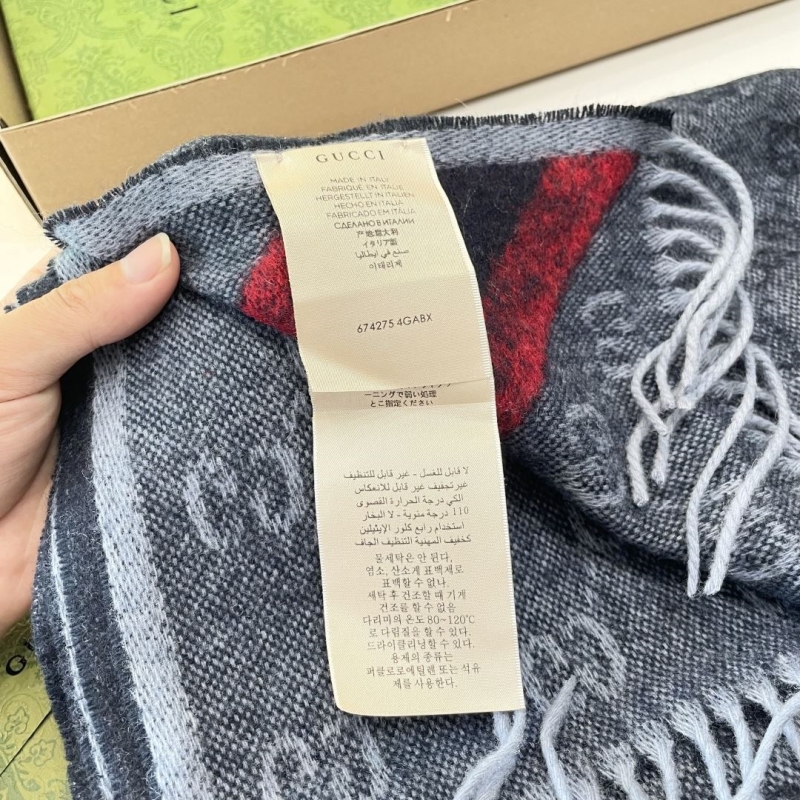 GUCCI
MADE IN ITALY
FABRIQUÉ EN ITALIE
HERGESTELLT IN ITALIEN
HECHO EN ITALIA
FABRICADO EM ITÁLIA
СДЕЛАНО В ИТАЛИИ
产地意大利
イタリア製
صنع في ايطاليا
이태리제
674275 4GABX
ーニングで弱い処理
とご指定ください
لا قابل للغسل - غير قابل للتنظيف
غير تجفيف غير قابل للانعكاس
الكي درجة الحرارة القصوى
110 درجة مئوية - لا البخار
استخدام رابع كلور الإيثيلين
كخفيف المهنية التنظيف الجاف
물세탁은 안 된다,
염소, 산소계 표백제로
표백할 수 없나.
세탁 후 건조할 때 기계
건조를 할 수 없음
다리미의 온도 80~120℃
로 다림질을 할 수 있다.
드라이클리닝할 수 있다.
용제의 종류는
퍼클로로에틸렌 또는 석유
제를 사용한다.